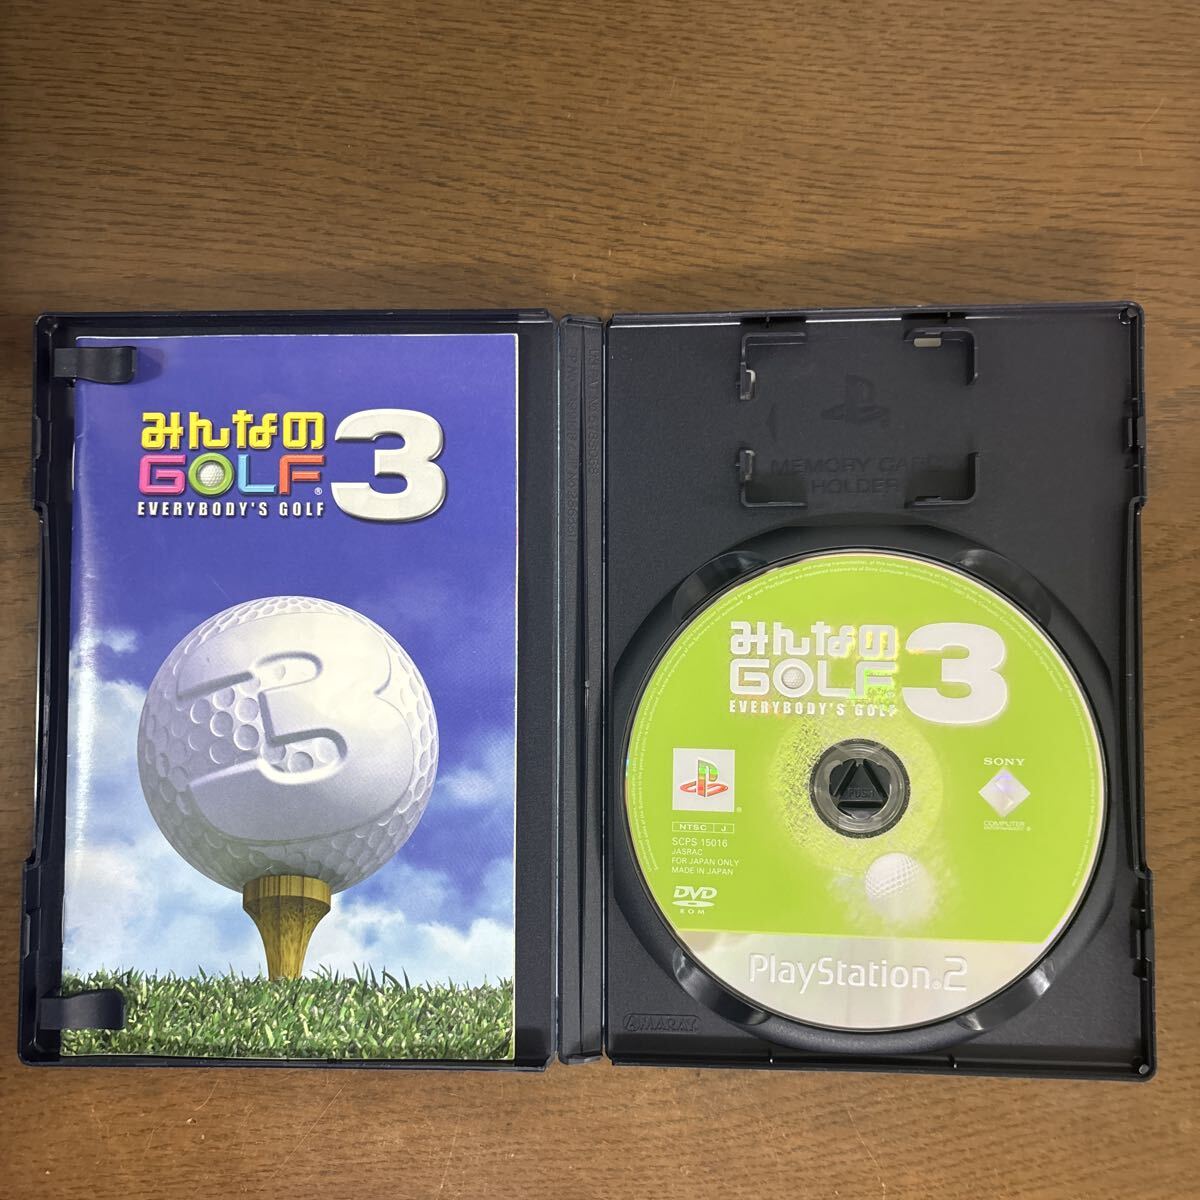 みんなの
GOLF® 3
EVERYBODY'S GOLF
MEMORY CARD
HOLDER
みんなの
GOLF 3
EVERYBODY'S GOLF
PUSH
SONY
COMPUTER
ENTERTAINMENT
NTSC J
SCPS 15016
JASRAC
FOR JAPAN ONLY
MADE IN JAPAN
DVD
ROM
PlayStation®2
AMARAY